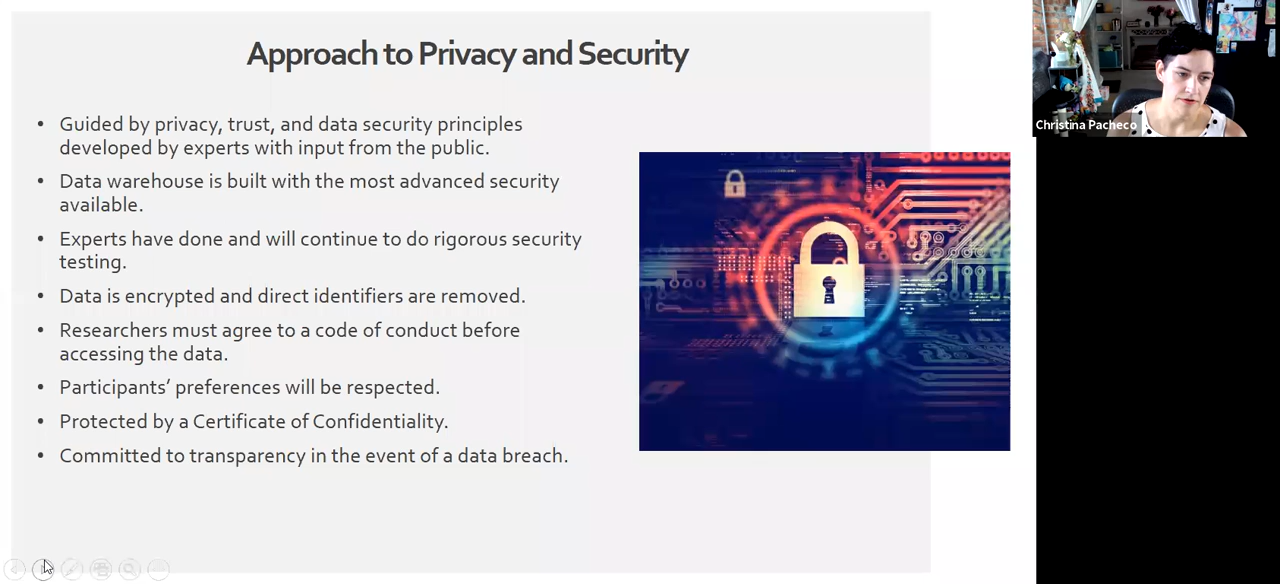 Approach to Privacy and Security
• Guided by privacy, trust, and data security principles
developed by experts with input from the public.
• Data warehouse is built with the most advanced security
available.
• Experts have done and will continue to do rigorous security
testing.
• Data is encrypted and direct identifiers are removed.
• Researchers must agree to a code of conduct before
accessing the data.
• Participants’ preferences will be respected.
• Protected by a Certificate of Confidentiality.
• Committed to transparency in the event of a data breach.
Christina Pacheco